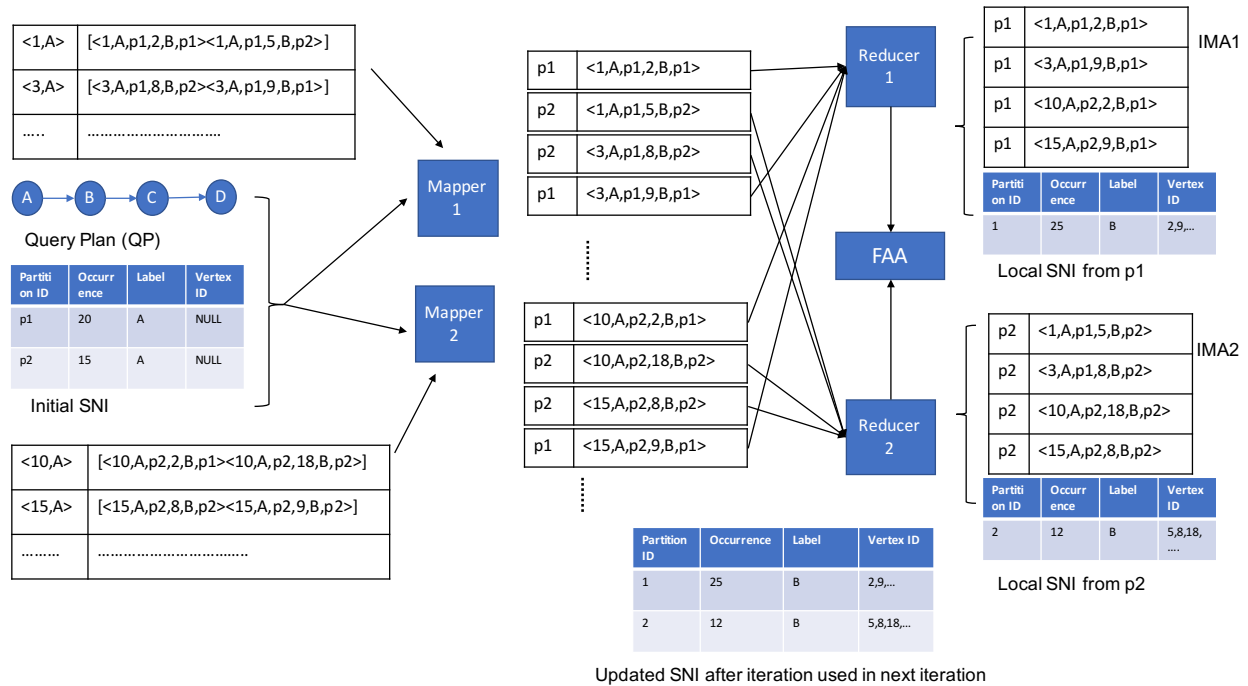 <1,A> [<1,A,p1,2,B,p1><1,A,p1,5,B,p2>]
<3,A> [<3,A,p1,8,B,p2><3,A,p1,9,B,p1>]
….. ………………………….
A B C D
Query Plan (QP)
Partiti on ID Occurr ence Label Vertex ID
p1 20 A NULL
p2 15 A NULL
Initial SNI
<10,A> [<10,A,p2,2,B,p1><10,A,p2,18,B,p2>]
<15,A> [<15,A,p2,8,B,p2><15,A,p2,9,B,p2>]
……… ……………………………..
Mapper
1
Mapper
2
p1 <1,A,p1,2,B,p1>
p2 <1,A,p1,5,B,p2>
p2 <3,A,p1,8,B,p2>
p1 <3,A,p1,9,B,p1>
p1 <10,A,p2,2,B,p1>
p2 <10,A,p2,18,B,p2>
p2 <15,A,p2,8,B,p2>
p1 <15,A,p2,9,B,p1>
Reducer
1
FAA
Reducer
2
p1 <1,A,p1,2,B,p1>
p1 <3,A,p1,9,B,p1>
p1 <10,A,p2,2,B,p1>
p1 <15,A,p2,9,B,p1>
IMA1
Partiti on ID Occurr ence Label Vertex ID
1 25 B 2,9,…
Local SNI from p1
p2 <1,A,p1,5,B,p2>
p2 <3,A,p1,8,B,p2>
p2 <10,A,p2,18,B,p2>
p2 <15,A,p2,8,B,p2>
IMA2
Partiti on ID Occurr ence Label Vertex ID
2 12 B 5,8,18, ….
Local SNI from p2
Partition ID Occurrence Label Vertex ID
1 25 B 2,9,…
2 12 B 5,8,18,…
Updated SNI after iteration used in next iteration